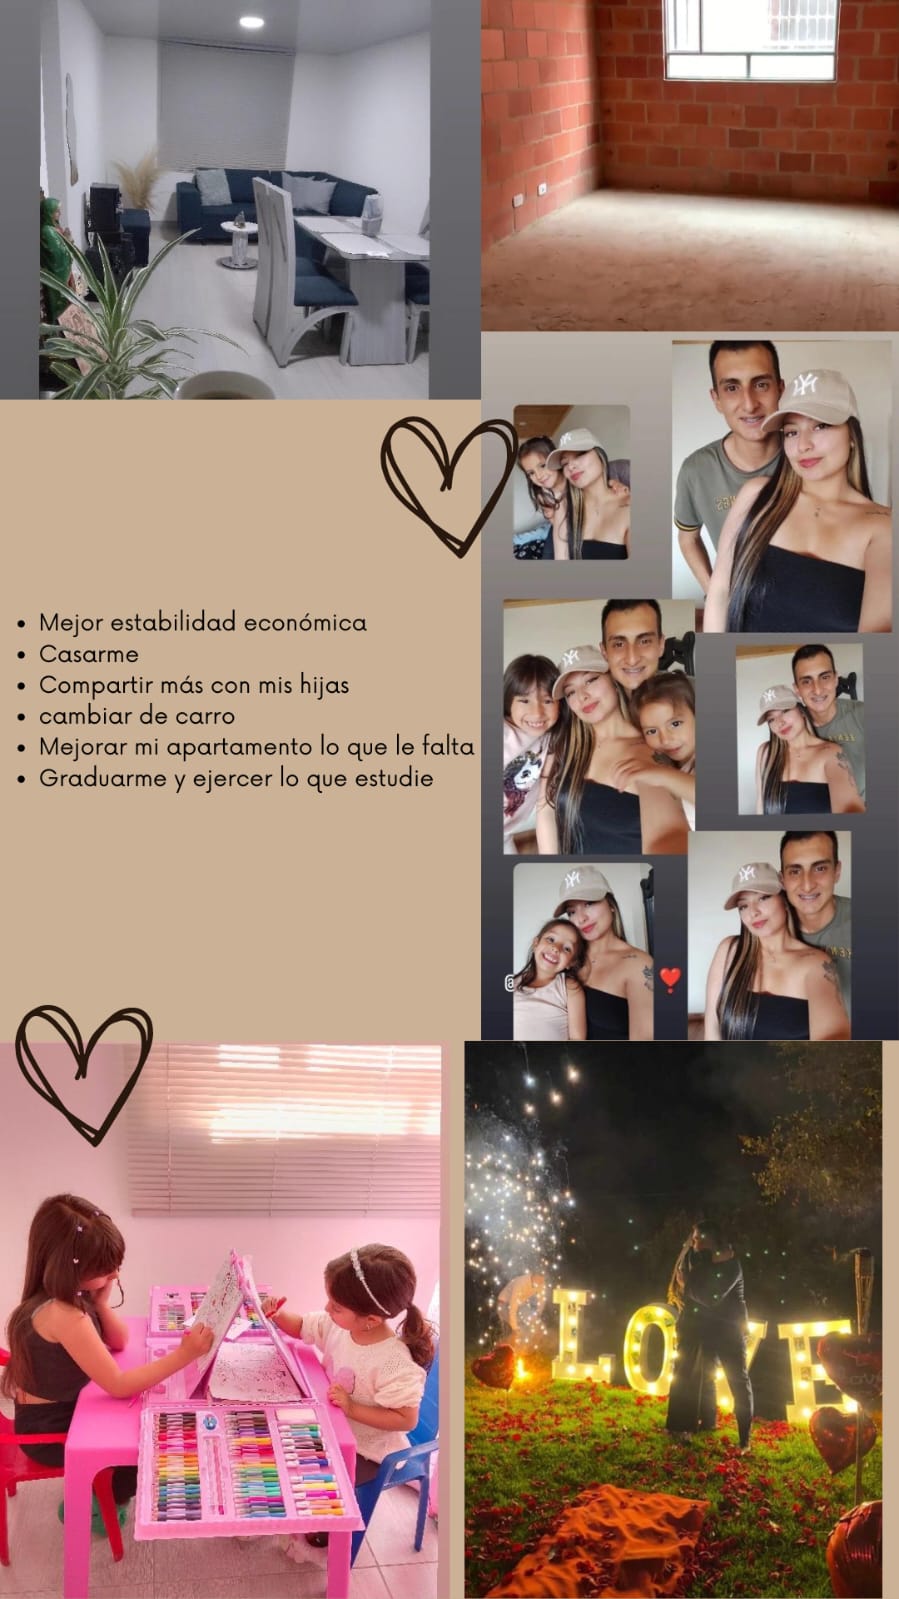 Mejor estabilidad económica
Casarme
Compartir más con mis hijas
cambiar de carro
Mejorar mi apartamento lo que le falta
Graduarme y ejercer lo que estudie
LOVE